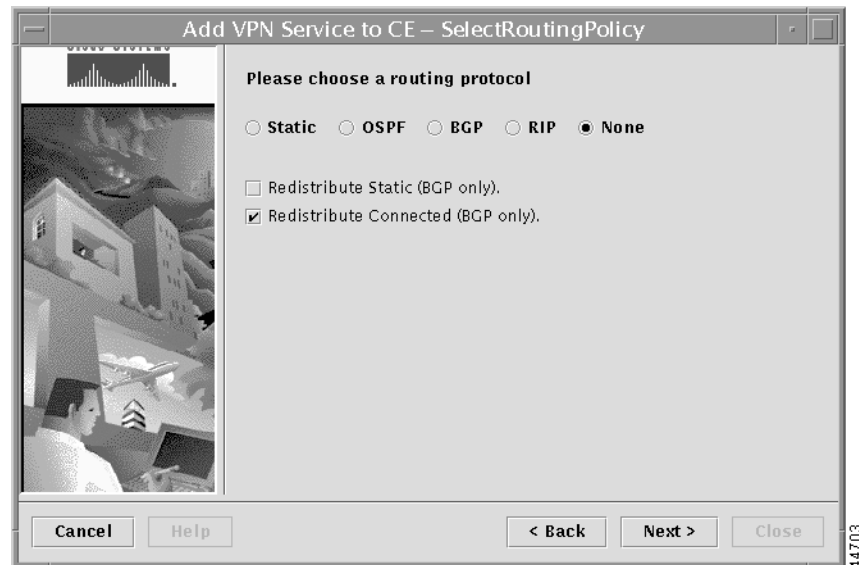 Add VPN Service to CE – SelectRoutingPolicy
Please choose a routing protocol
Static OSPF BGP RIP None
Redistribute Static (BGP only).
Redistribute Connected (BGP only).
Cancel Help < Back Next > Close
44703